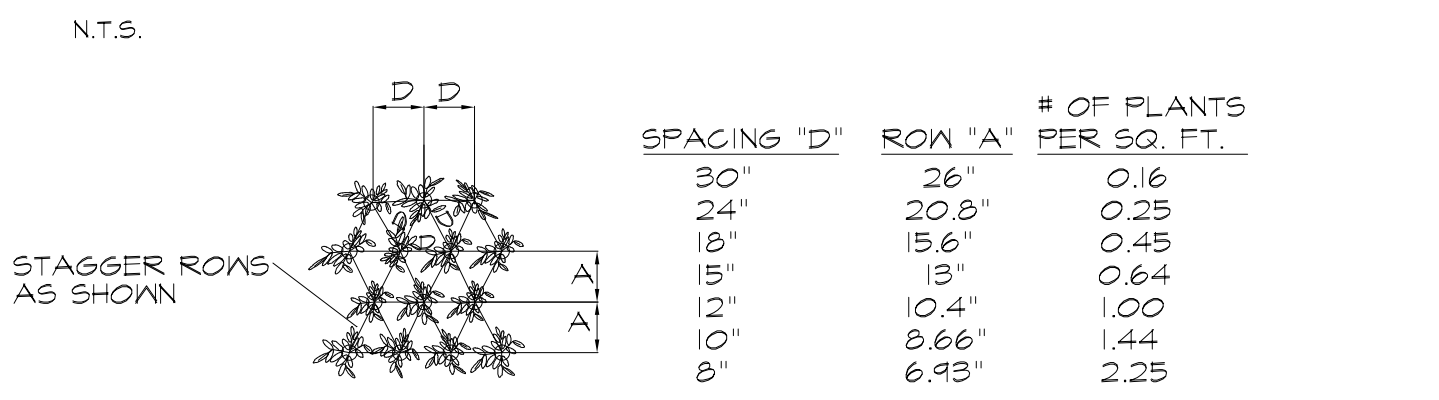 N.T.S.
D D
# OF PLANTS
SPACING "D" ROW "A" PER SQ. FT.
30" 26" 0.16
24" 20.8" 0.25
D D
18" 15.6" 0.45
D
STAGGER ROWS
AS SHOWN
A
15" 13" 0.64
12" 10.4" 1.00
A
10" 8.66" 1.44
8" 6.93" 2.25